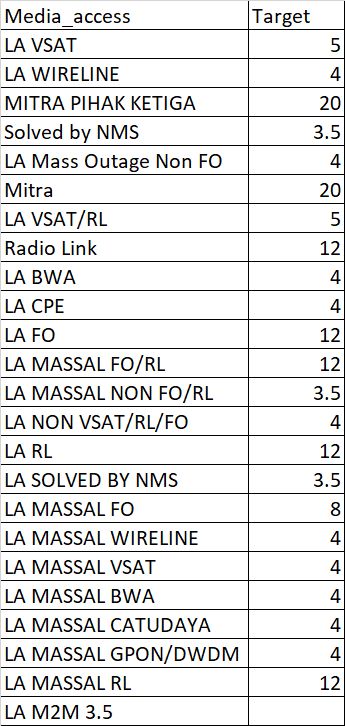 Media_access Target
LA VSAT 5
LA WIRELINE 4
MITRA PIHAK KETIGA 20
Solved by NMS 3.5
LA Mass Outage Non FO 4
Mitra 20
LA VSAT/RL 5
Radio Link 12
LA BWA 4
LA CPE 4
LA FO 12
LA MASSAL FO/RL 12
LA MASSAL NON FO/RL 3.5
LA NON VSAT/RL/FO 4
LA RL 12
LA SOLVED BY NMS 3.5
LA MASSAL FO 8
LA MASSAL WIRELINE 4
LA MASSAL VSAT 4
LA MASSAL BWA 4
LA MASSAL CATUDAYA 4
LA MASSAL GPON/DWDM 4
LA MASSAL RL 12
LA M2M 3.5